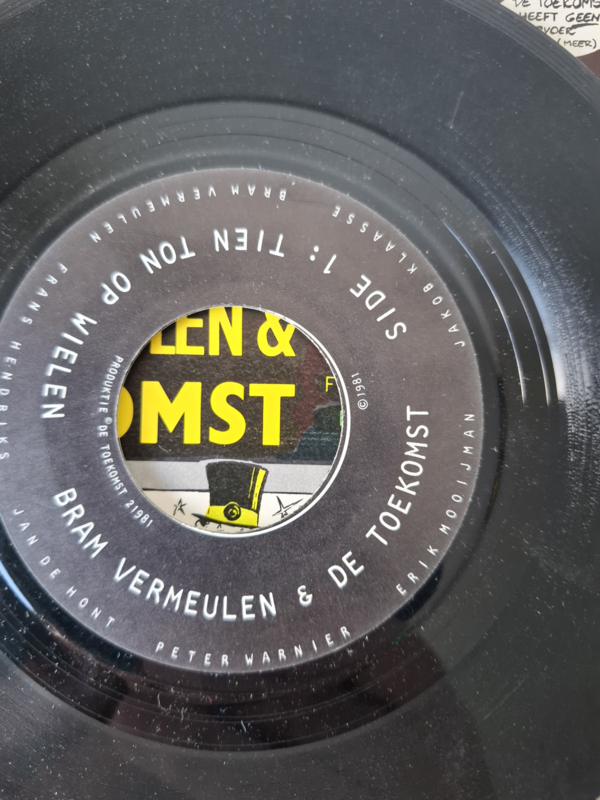 DE TOEKOMST
HEEFT GEEN
(MEER)
JAKOB KLAASSE
BRAM VERMEULEN
FRANS HENDRIKS
JAN DE HONT
PETER WARNIER
ERIK MOOIJMAN
SIDE 1: TIEN TON OP WIELEN
BRAM VERMEULEN & DE TOEKOMST
PRODUKTIE © DE TOEKOMST 21981
©1981
LEN &
OMST
F